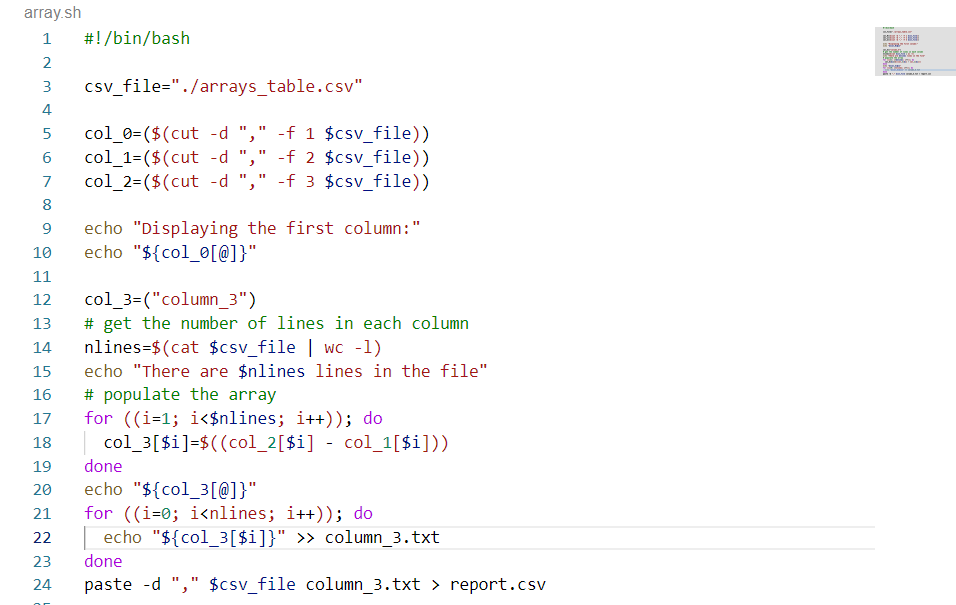 array.sh
1 #!/bin/bash
2
3 csv_file="./arrays_table.csv"
4
5 col_0=($(cut -d "," -f 1 $csv_file))
6 col_1=($(cut -d "," -f 2 $csv_file))
7 col_2=($(cut -d "," -f 3 $csv_file))
8
9 echo "Displaying the first column:"
10 echo "${col_0[@]}"
11
12 col_3=("column_3")
13 # get the number of lines in each column
14 nlines=$(cat $csv_file | wc -l)
15 echo "There are $nlines lines in the file"
16 # populate the array
17 for ((i=1; i<$nlines; i++)); do
18   col_3[$i]=$((col_2[$i] - col_1[$i]))
19 done
20 echo "${col_3[@]}"
21 for ((i=0; i<nlines; i++)); do
22   echo "${col_3[$i]}" >> column_3.txt
23 done
24 paste -d "," $csv_file column_3.txt > report.csv